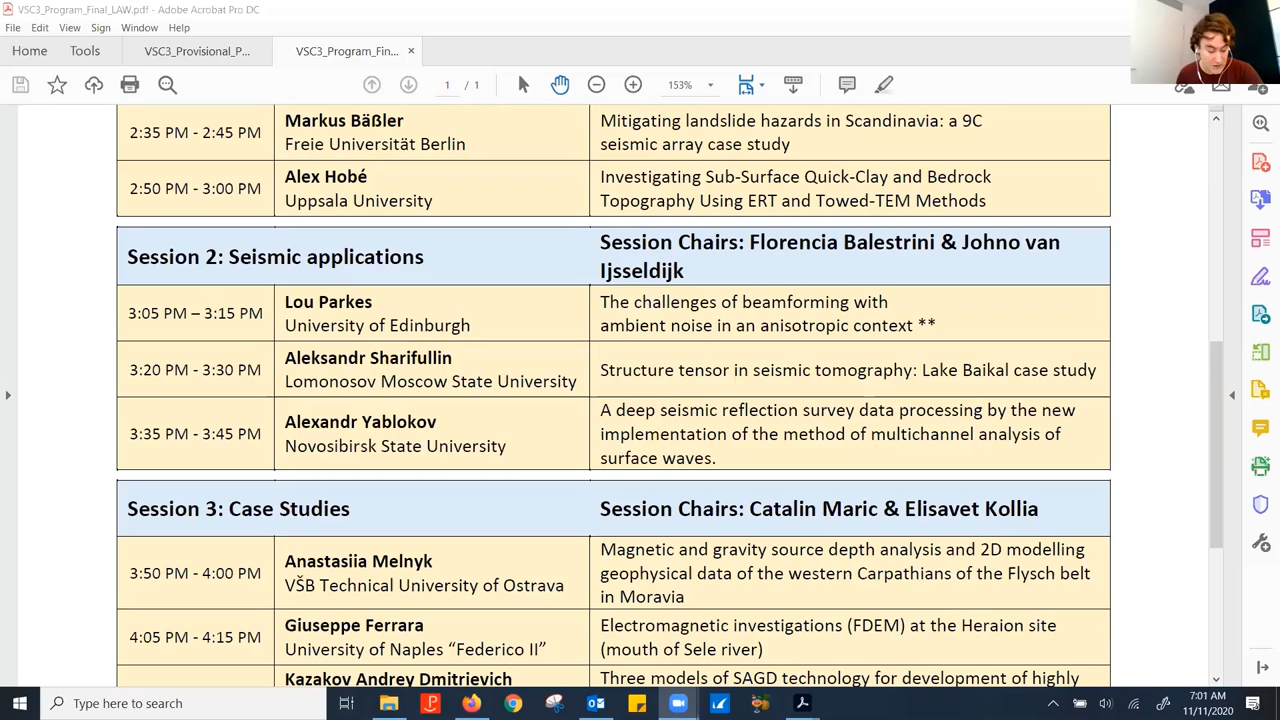 VSC3_Program_Final_LAW.pdf - Adobe Acrobat Pro DC
File Edit View Sign Window Help
Home Tools VSC3_Provisional_P... VSC3_Program_Fin... ×
1 / 1 153%
2:35 PM - 2:45 PM
Markus Bäßler
Freie Universität Berlin
Mitigating landslide hazards in Scandinavia: a 9C
seismic array case study
2:50 PM - 3:00 PM
Alex Hobé
Uppsala University
Investigating Sub-Surface Quick-Clay and Bedrock
Topography Using ERT and Towed-TEM Methods
Session 2: Seismic applications
Session Chairs: Florencia Balestrini & Johno van
Ijsseldijk
3:05 PM – 3:15 PM
Lou Parkes
University of Edinburgh
The challenges of beamforming with
ambient noise in an anisotropic context **
3:20 PM - 3:30 PM
Aleksandr Sharifullin
Lomonosov Moscow State University
Structure tensor in seismic tomography: Lake Baikal case study
3:35 PM - 3:45 PM
Alexandr Yablokov
Novosibirsk State University
A deep seismic reflection survey data processing by the new
implementation of the method of multichannel analysis of
surface waves.
Session 3: Case Studies
Session Chairs: Catalin Maric & Elisavet Kollia
3:50 PM - 4:00 PM
Anastasiia Melnyk
VŠB Technical University of Ostrava
Magnetic and gravity source depth analysis and 2D modelling
geophysical data of the western Carpathians of the Flysch belt
in Moravia
4:05 PM - 4:15 PM
Giuseppe Ferrara
University of Naples “Federico II”
Electromagnetic investigations (FDEM) at the Heraion site
(mouth of Sele river)
Kazakov Andrey Dmitrievich
Three models of SAGD technology for development of highly
Type here to search
7:01 AM
11/11/2020